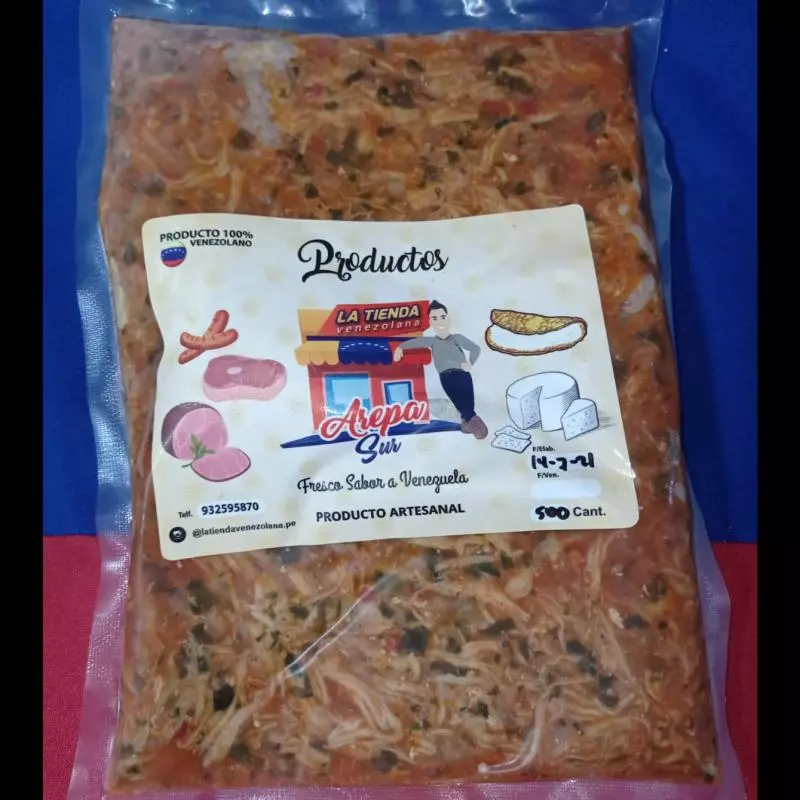 PRODUCTO 100%
VENEZOLANO
Productos
LA TIENDA
venezolana
Arepa
Sur
Fresco Sabor a Venezuela
PRODUCTO ARTESANAL
Telf. 932595870
@latiendavenezolana.pe
F/Elab.
14-7-21
F/Ven.
500 Cant.